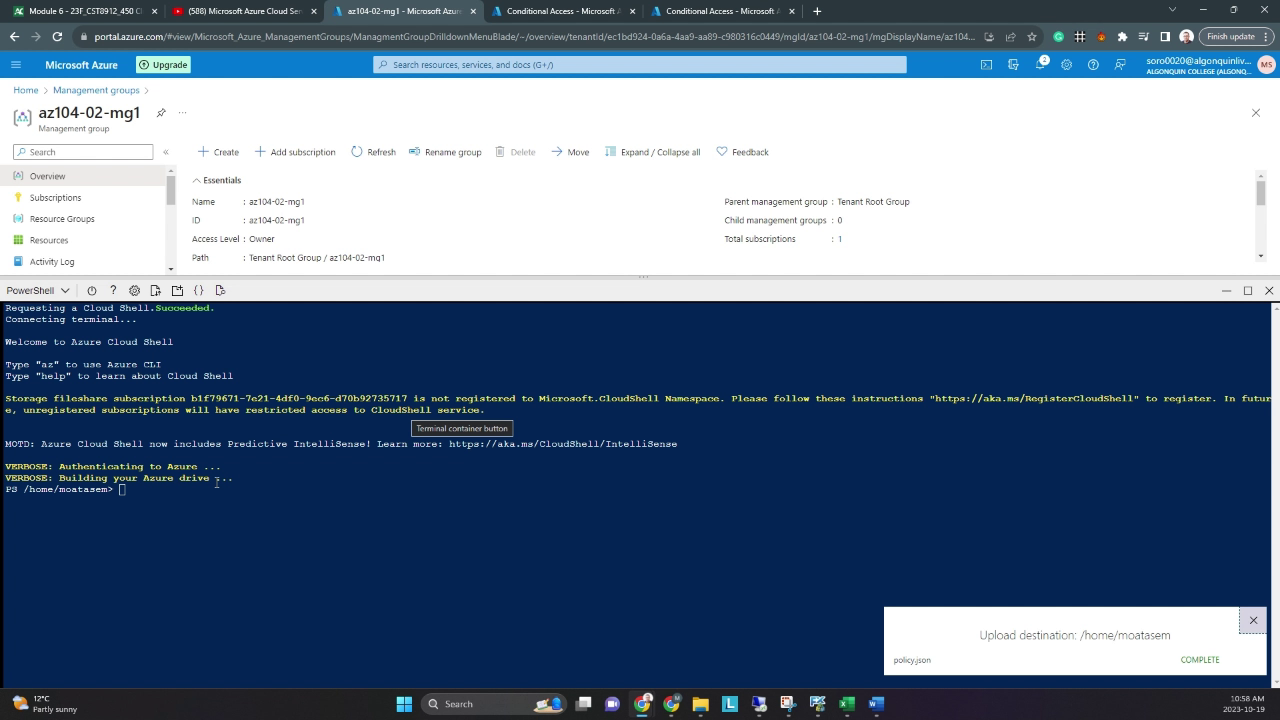 Module 6 - 23F_CST8912_450 Cl
(588) Microsoft Azure Cloud Ser
az104-02-mg1 - Microsoft Azure
Conditional Access - Microsoft A
Conditional Access - Microsoft A
portal.azure.com/#view/Microsoft_Azure_ManagementGroups/ManagmentGroupDrilldownMenuBlade/~/overview/tenantId/ec1bd924-0a6a-4aa9-aa89-c980316c0449/mgId/az104-02-mg1/mgDisplayName/az104...
Finish update
Microsoft Azure
Upgrade
Search resources, services, and docs (G+/)
2
soro0020@algonquinliv...
ALGONQUIN COLLEGE (ALGONQ...
MS
Home > Management groups >
az104-02-mg1
Management group
Search
Create
Add subscription
Refresh
Rename group
Delete
Move
Expand / Collapse all
Feedback
Overview
Subscriptions
Resource Groups
Resources
Activity Log
Essentials
Name : az104-02-mg1
ID : az104-02-mg1
Access Level : Owner
Path : Tenant Root Group / az104-02-mg1
Parent management group : Tenant Root Group
Child management groups : 0
Total subscriptions : 1
PowerShell
Requesting a Cloud Shell.Succeeded.
Connecting terminal...
Welcome to Azure Cloud Shell
Type "az" to use Azure CLI
Type "help" to learn about Cloud Shell
Storage fileshare subscription b1f79671-7e21-4df0-9ec6-d70b92735717 is not registered to Microsoft.CloudShell Namespace. Please follow these instructions "https://aka.ms/RegisterCloudShell" to register. In futur
e, unregistered subscriptions will have restricted access to CloudShell service.
Terminal container button
MOTD: Azure Cloud Shell now includes Predictive IntelliSense! Learn more: https://aka.ms/CloudShell/IntelliSense
VERBOSE: Authenticating to Azure ...
VERBOSE: Building your Azure drive ...
PS /home/moatasem>
Upload destination: /home/moatasem
policy.json
COMPLETE
12°C
Partly sunny
Search
10:58 AM
2023-10-19